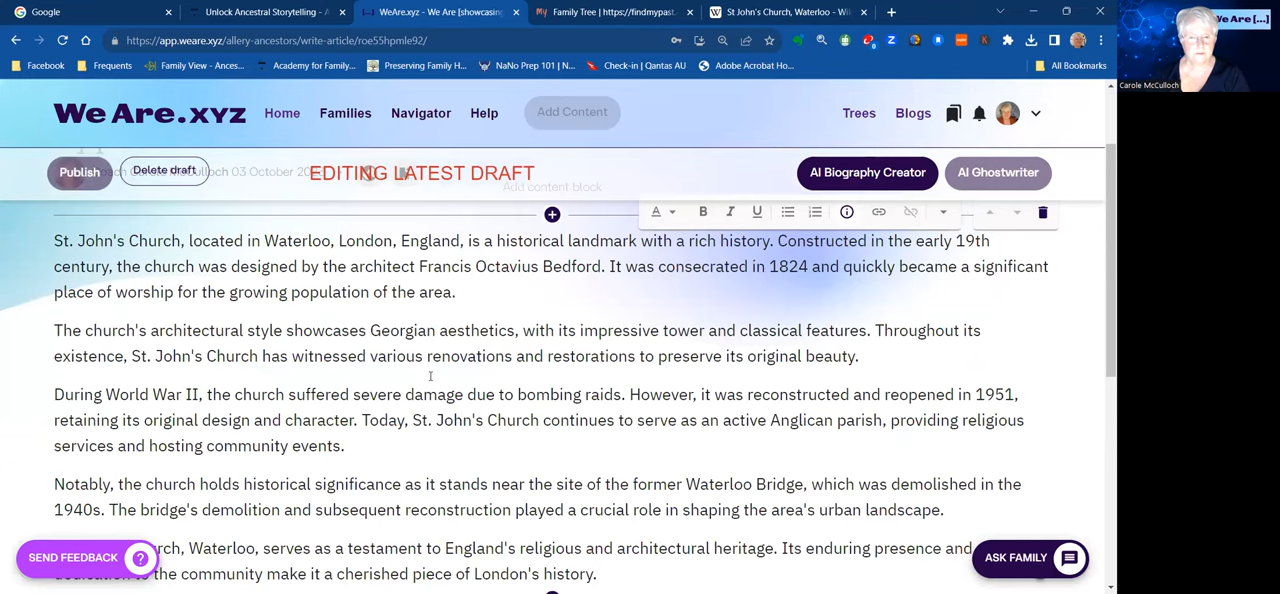 Google
Unlock Ancestral Storytelling - A
WeAre.xyz - We Are [showcasing
Family Tree | https://findmypast.
St John's Church, Waterloo - Wik
https://app.weare.xyz/allery-ancestors/write-article/roe55hpmle92/
Facebook
Frequents
Family View - Ances...
Academy for Family...
Preserving Family H...
NaNo Prep 101 | N...
Check-in | Qantas AU
Adobe Acrobat Ho...
All Bookmarks
We Are [...]
Carole McCulloch
We Are.xyz
Home
Families
Navigator
Help
Add Content
Trees
Blogs
Publish
Delete draft
Carole McCulloch 03 October
EDITING LATEST DRAFT
Add content block
AI Biography Creator
AI Ghostwriter
St. John's Church, located in Waterloo, London, England, is a historical landmark with a rich history. Constructed in the early 19th
century, the church was designed by the architect Francis Octavius Bedford. It was consecrated in 1824 and quickly became a significant
place of worship for the growing population of the area.
The church's architectural style showcases Georgian aesthetics, with its impressive tower and classical features. Throughout its
existence, St. John's Church has witnessed various renovations and restorations to preserve its original beauty.
During World War II, the church suffered severe damage due to bombing raids. However, it was reconstructed and reopened in 1951,
retaining its original design and character. Today, St. John's Church continues to serve as an active Anglican parish, providing religious
services and hosting community events.
Notably, the church holds historical significance as it stands near the site of the former Waterloo Bridge, which was demolished in the
1940s. The bridge's demolition and subsequent reconstruction played a crucial role in shaping the area's urban landscape.
Waterloo, serves as a testament to England's religious and architectural heritage. Its enduring presence and
the community make it a cherished piece of London's history.
SEND FEEDBACK
ASK FAMILY